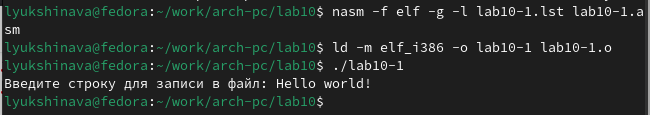 lyukshinava@fedora:~/work/arch-pc/lab10$ nasm -f elf -g -l lab10-1.lst lab10-1.a
sm
lyukshinava@fedora:~/work/arch-pc/lab10$ ld -m elf_i386 -o lab10-1 lab10-1.o
lyukshinava@fedora:~/work/arch-pc/lab10$ ./lab10-1
Введите строку для записи в файл: Hello world!
lyukshinava@fedora:~/work/arch-pc/lab10$